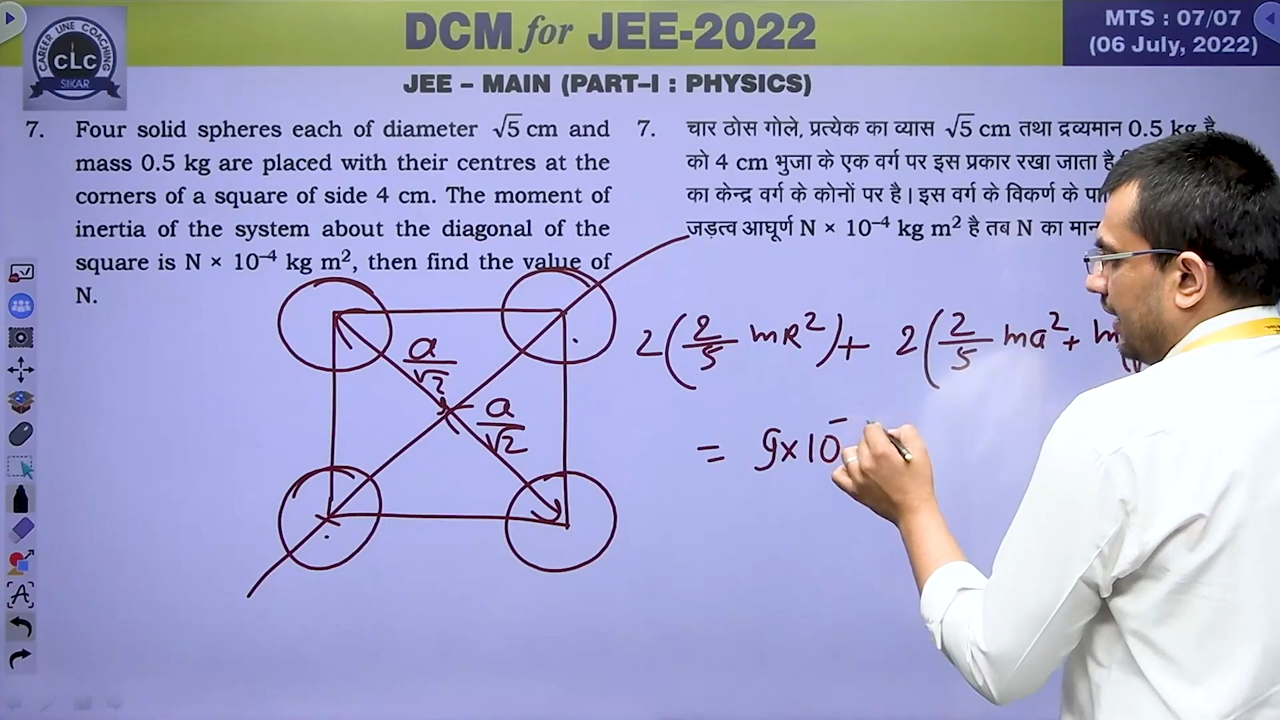 DCM for JEE-2022
MTS : 07/07
(06 July, 2022)
CAREER LINE COACHING
CLC
SIKAR
JEE – MAIN (PART–I : PHYSICS)
7. Four solid spheres each of diameter √5 cm and
mass 0.5 kg are placed with their centres at the
corners of a square of side 4 cm. The moment of
inertia of the system about the diagonal of the
square is N × 10⁻⁴ kg m², then find the value of
N.
7. चार ठोस गोले, प्रत्येक का व्यास √5 cm तथा द्रव्यमान 0.5 kg है
को 4 cm भुजा के एक वर्ग पर इस प्रकार रखा जाता है
का केन्द्र वर्ग के कोनों पर है। इस वर्ग के विकर्ण के
जड़त्व आघूर्ण N × 10⁻⁴ kg m² है तब N का मान
a/√2
a/√2
2(2/5 mR²) + 2(2/5 ma² + m
= 9×10⁻
A